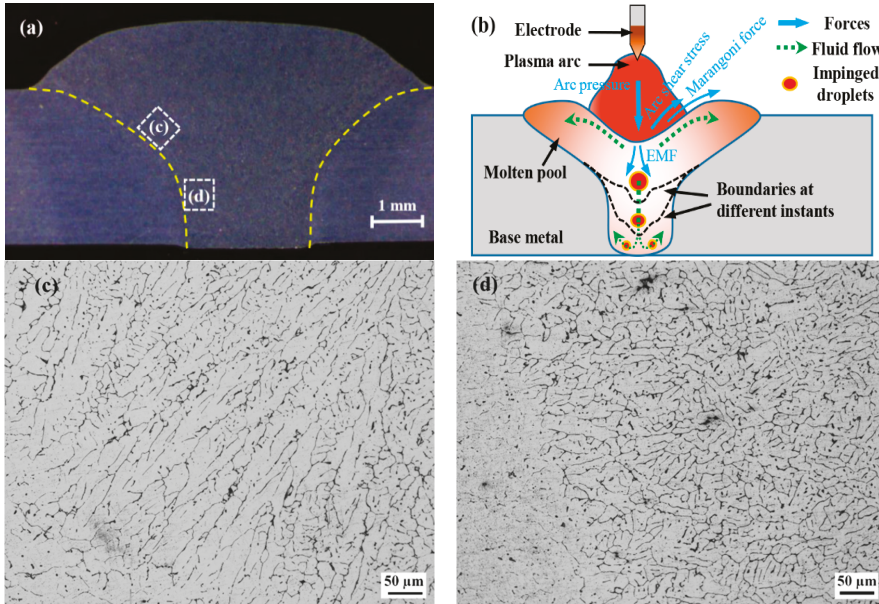 (a)
(c)
(d)
1 mm
(b)
Electrode
Plasma arc
Arc pressure
Arc shear stress
Marangoni force
Forces
Fluid flow
Impinged
droplets
EMF
Molten pool
Boundaries at
different instants
Base metal
(c)
50 μm
(d)
50 μm